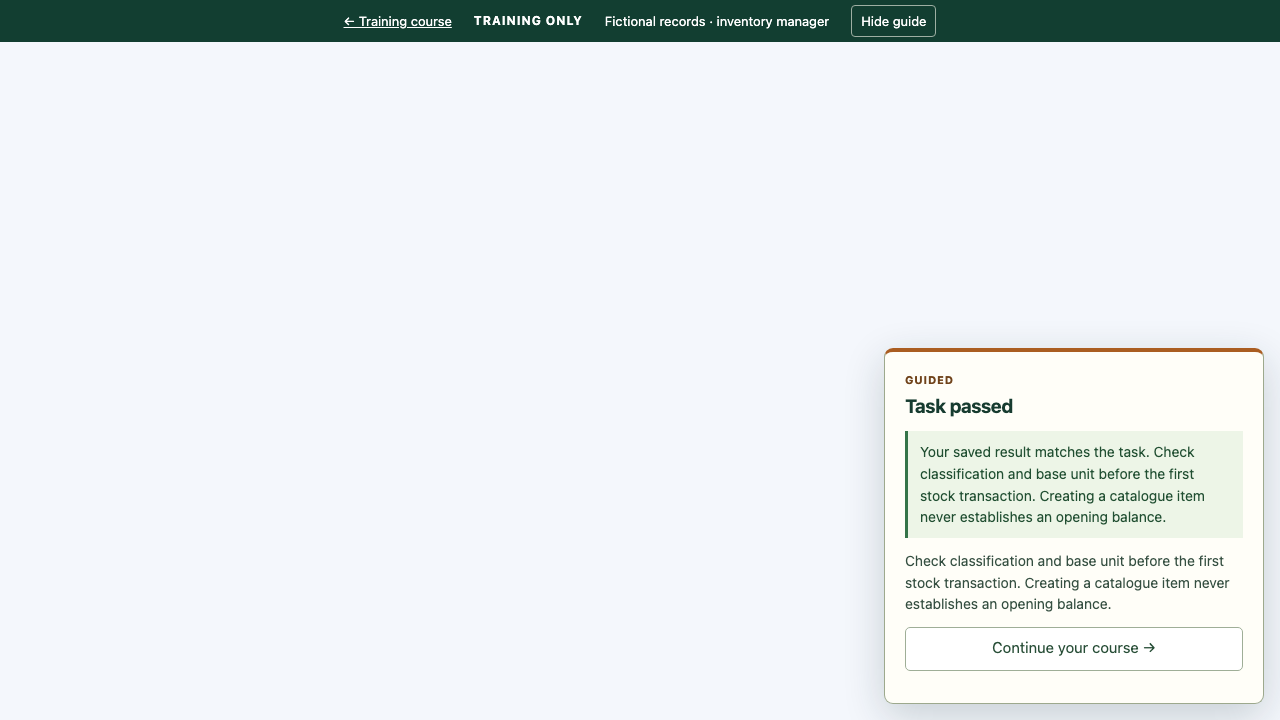 ← Training course
TRAINING ONLY
Fictional records · inventory manager
Hide guide
GUIDED
Task passed
Your saved result matches the task. Check
classification and base unit before the first
stock transaction. Creating a catalogue item
never establishes an opening balance.
Check classification and base unit before the first
stock transaction. Creating a catalogue item never
establishes an opening balance.
Continue your course →